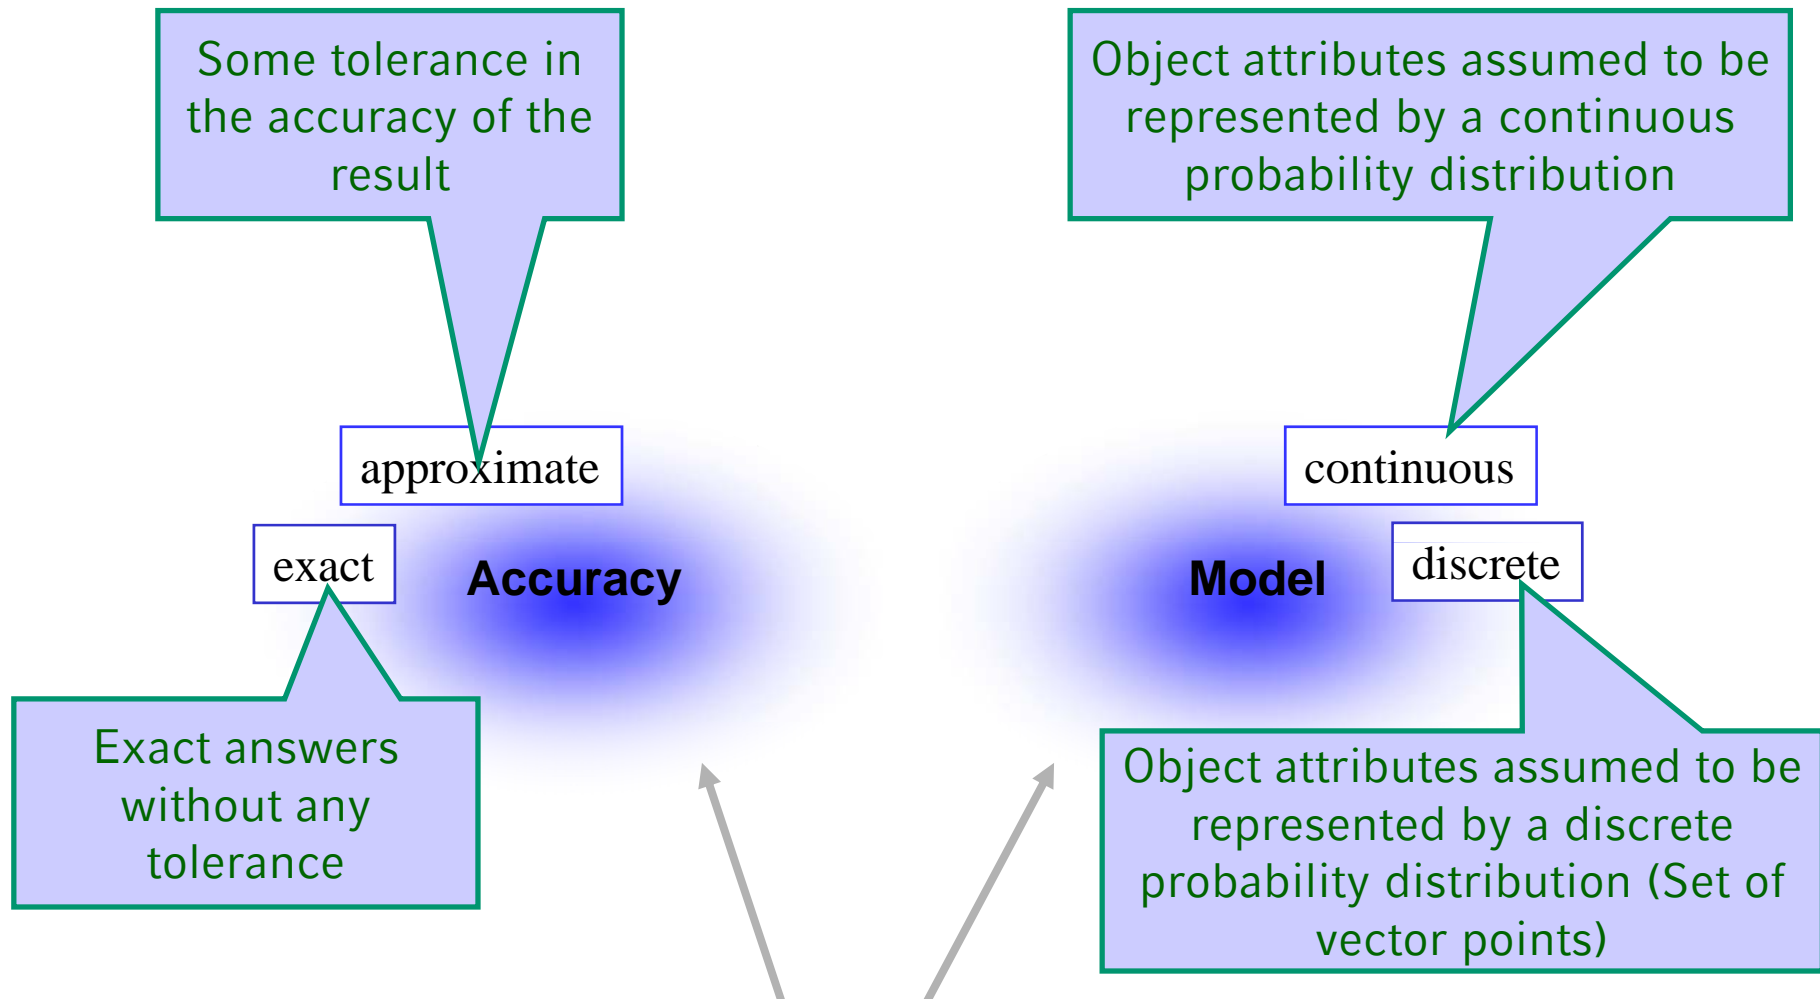 Some tolerance in
the accuracy of the
result
Object attributes assumed to be
represented by a continuous
probability distribution
approximate
continuous
exact
Accuracy
Model
discrete
Exact answers
without any
tolerance
Object attributes assumed to be
represented by a discrete
probability distribution (Set of
vector points)